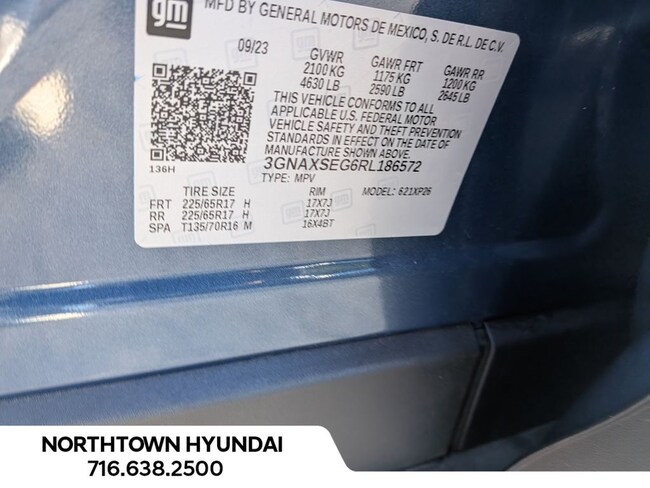 gm
MFD BY GENERAL MOTORS DE MEXICO, S. DE R.L. DE C.V.
09/23 GVWR GAWR FRT GAWR RR
2100 KG 1175 KG 1200 KG
4630 LB 2590 LB 2645 LB
THIS VEHICLE CONFORMS TO ALL
APPLICABLE U.S. FEDERAL MOTOR
VEHICLE SAFETY AND THEFT PREVENTION
STANDARDS IN EFFECT ON THE DATE OF
MANUFACTURE SHOWN ABOVE.
136H 3GNAXSEG6RL186572
TYPE: MPV MODEL: 621XP26
TIRE SIZE RIM
FRT 225/65R17 H 17X7J
RR 225/65R17 H 17X7J
SPA T135/70R16 M 16X4BT
NORTHTOWN HYUNDAI
716.638.2500